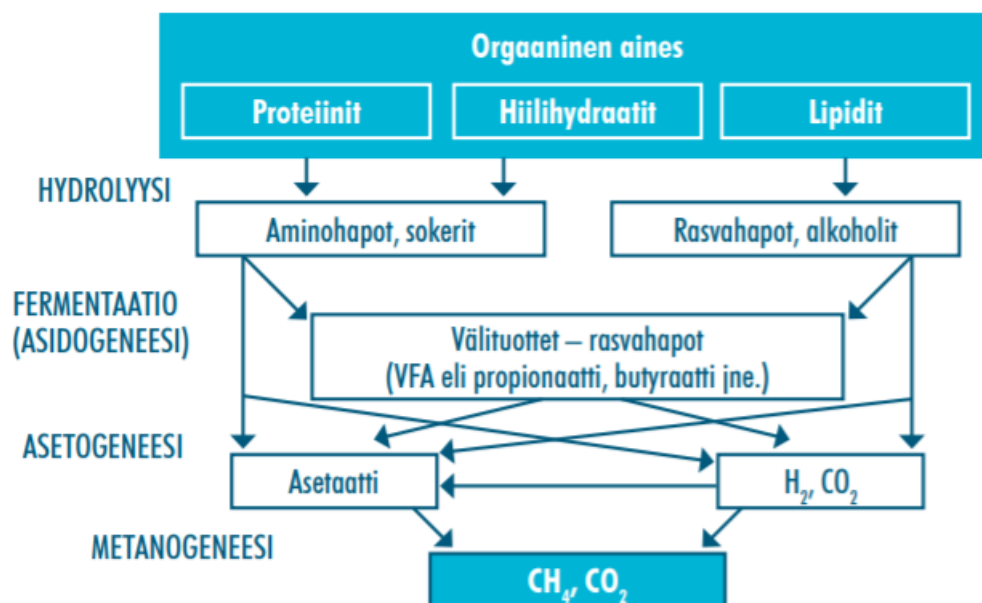 Orgaaninen aines
Proteiinit
Hiilihydraatit
Lipidit
HYDROLYYSI
Aminohapot, sokerit
Rasvahapot, alkoholit
FERMENTAATIO
(ASIDOGENEESI)
Välituottet – rasvahapot
(VFA eli propionaatti, butyraatti jne.)
ASETOGENEESI
Asetaatti
H₂, CO₂
METANOGENEESI
CH₄, CO₂